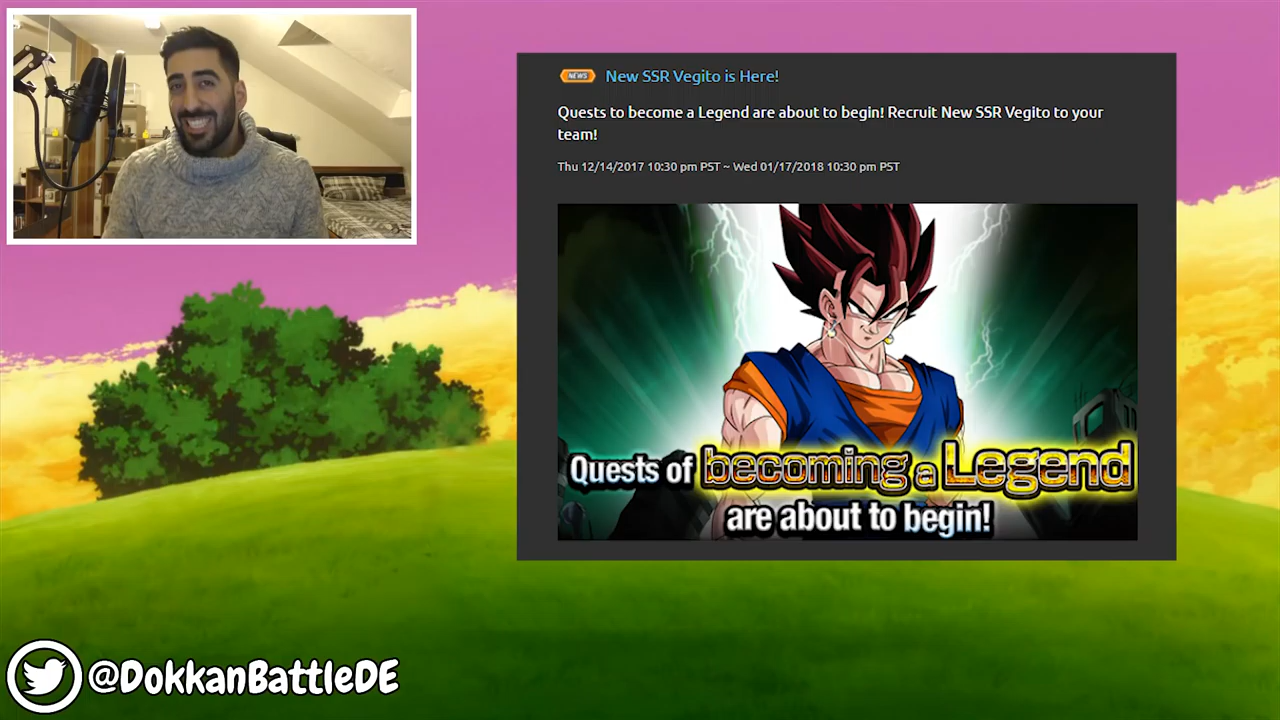 NEWS New SSR Vegito is Here!
Quests to become a Legend are about to begin! Recruit New SSR Vegito to your
team!
Thu 12/14/2017 10:30 pm PST ~ Wed 01/17/2018 10:30 pm PST
Quests of becoming a Legend
are about to begin!
@DokkanBattleDE